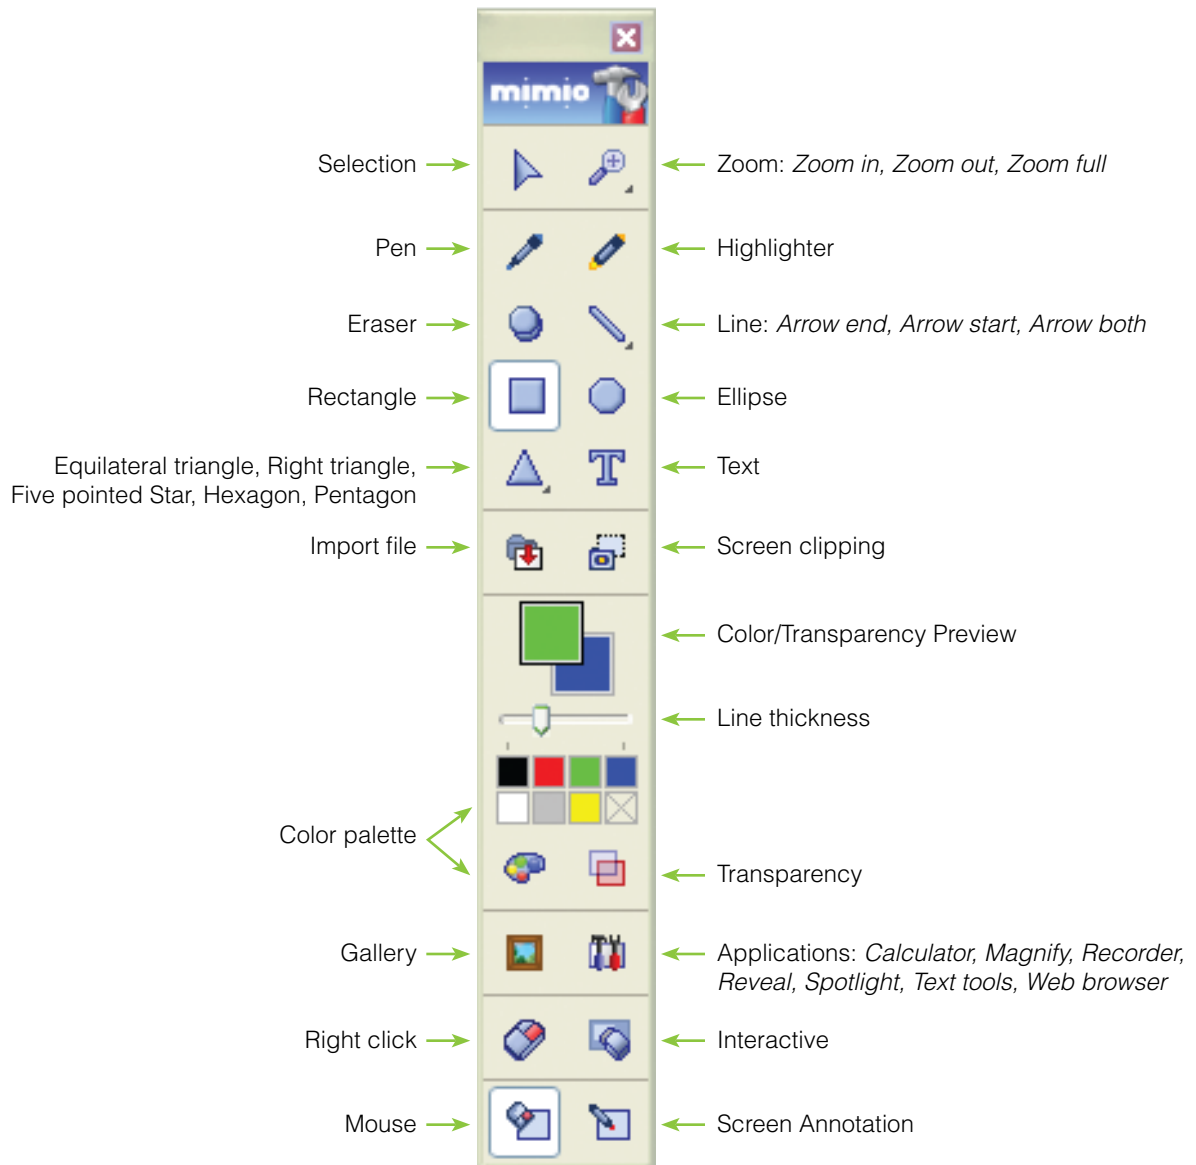 mimio
Selection
Zoom: Zoom in, Zoom out, Zoom full
Pen
Highlighter
Eraser
Line: Arrow end, Arrow start, Arrow both
Rectangle
Ellipse
Equilateral triangle, Right triangle,
Five pointed Star, Hexagon, Pentagon
Text
Import file
Screen clipping
Color/Transparency Preview
Line thickness
Color palette
Transparency
Gallery
Applications: Calculator, Magnify, Recorder,
Reveal, Spotlight, Text tools, Web browser
Right click
Interactive
Mouse
Screen Annotation